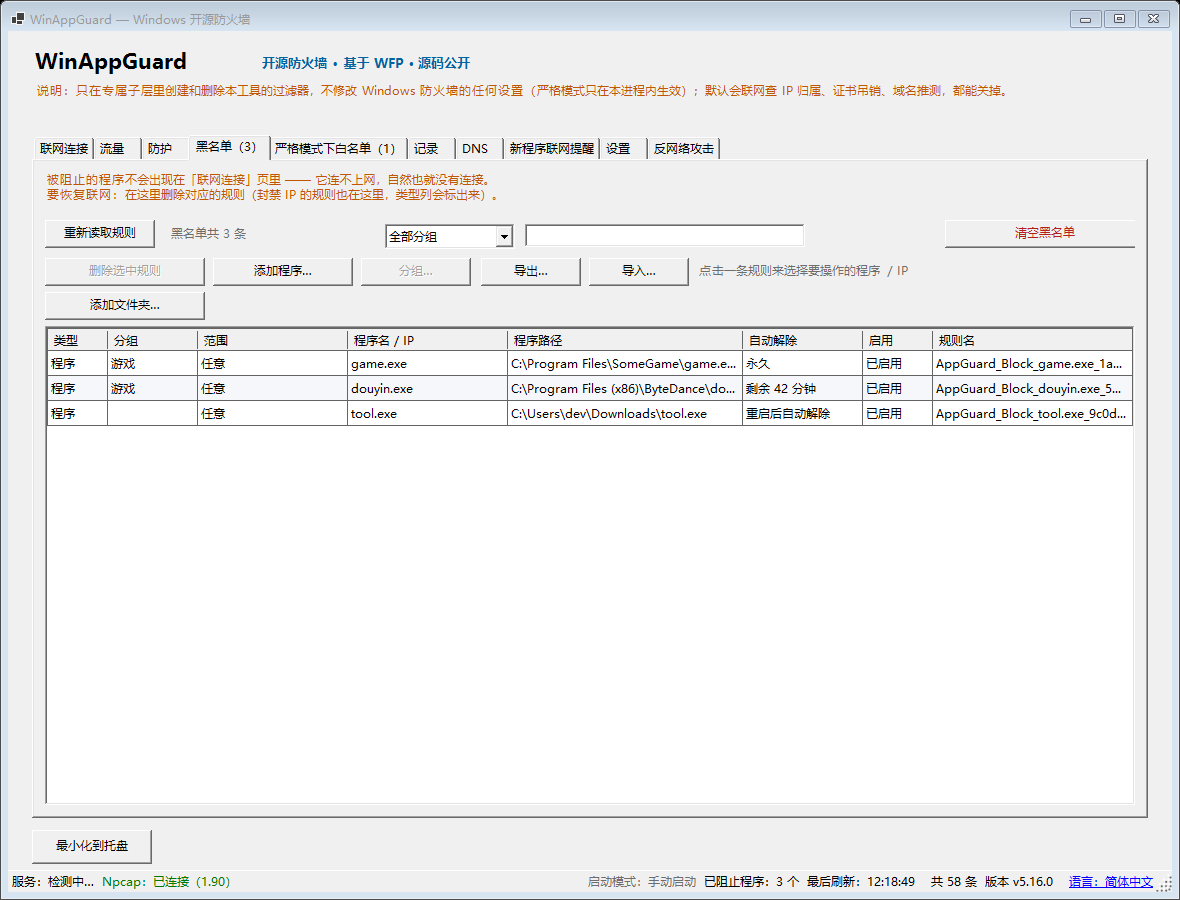 WinAppGuard — Windows 开源防火墙
WinAppGuard 开源防火墙 • 基于 WFP • 源码公开
说明：只在专属子层里创建和删除本工具的过滤器，不修改 Windows 防火墙的任何设置（严格模式只在本进程内生效）；默认会联网查 IP 归属、证书吊销、域名推测，都能关掉。
联网连接 流量 防护 黑名单（3） 严格模式下白名单（1） 记录 DNS 新程序联网提醒 设置 反网络攻击
被阻止的程序不会出现在「联网连接」页里 —— 它连不上网，自然也就没有连接。
要恢复联网：在这里删除对应的规则（封禁 IP 的规则也在这里，类型列会标出来）。
重新读取规则 黑名单共 3 条 全部分组 清空黑名单
删除选中规则 添加程序... 分组... 导出... 导入... 点击一条规则来选择要操作的程序 / IP
添加文件夹...
类型 分组 范围 程序名 / IP 程序路径 自动解除 启用 规则名
程序 游戏 任意 game.exe C:\Program Files\SomeGame\game.e... 永久 已启用 AppGuard_Block_game.exe_1a...
程序 游戏 任意 douyin.exe C:\Program Files (x86)\ByteDance\do... 剩余 42 分钟 已启用 AppGuard_Block_douyin.exe_5...
程序 任意 tool.exe C:\Users\dev\Downloads\tool.exe 重启后自动解除 已启用 AppGuard_Block_tool.exe_9c0d...
最小化到托盘
服务：检测中... Npcap：已连接（1.90） 启动模式：手动启动 已阻止程序：3 个 最后刷新：12:18:49 共 58 条 版本 v5.16.0 语言：简体中文